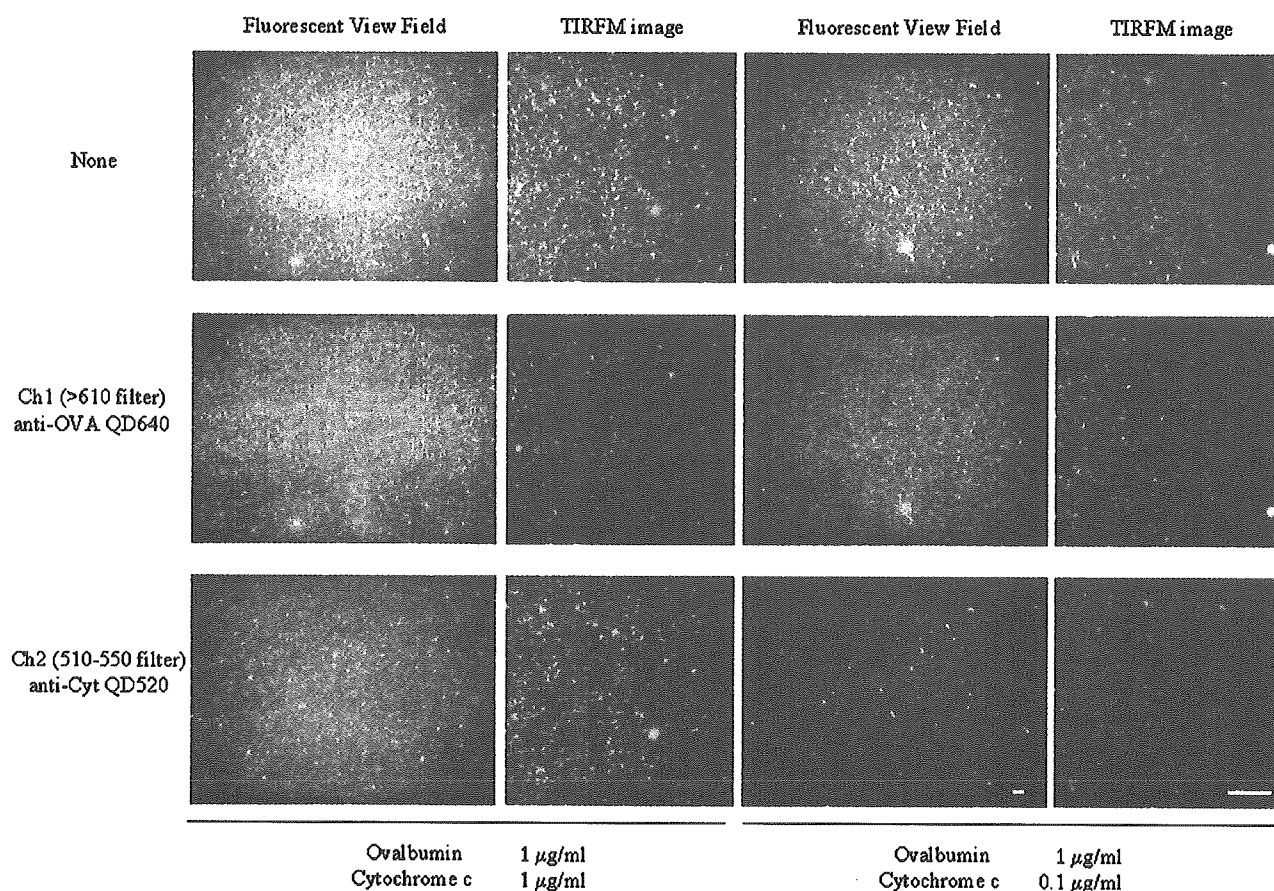 Fluorescent View Field TIRFM image Fluorescent View Field TIRFM image
None
Ch1 (>610 filter)
anti-OVA QD640
Ch2 (510-550 filter)
anti-Cyt QD520
Ovalbumin 1 μg/ml Ovalbumin 1 μg/ml
Cytochrome c 1 μg/ml Cytochrome c 0.1 μg/ml